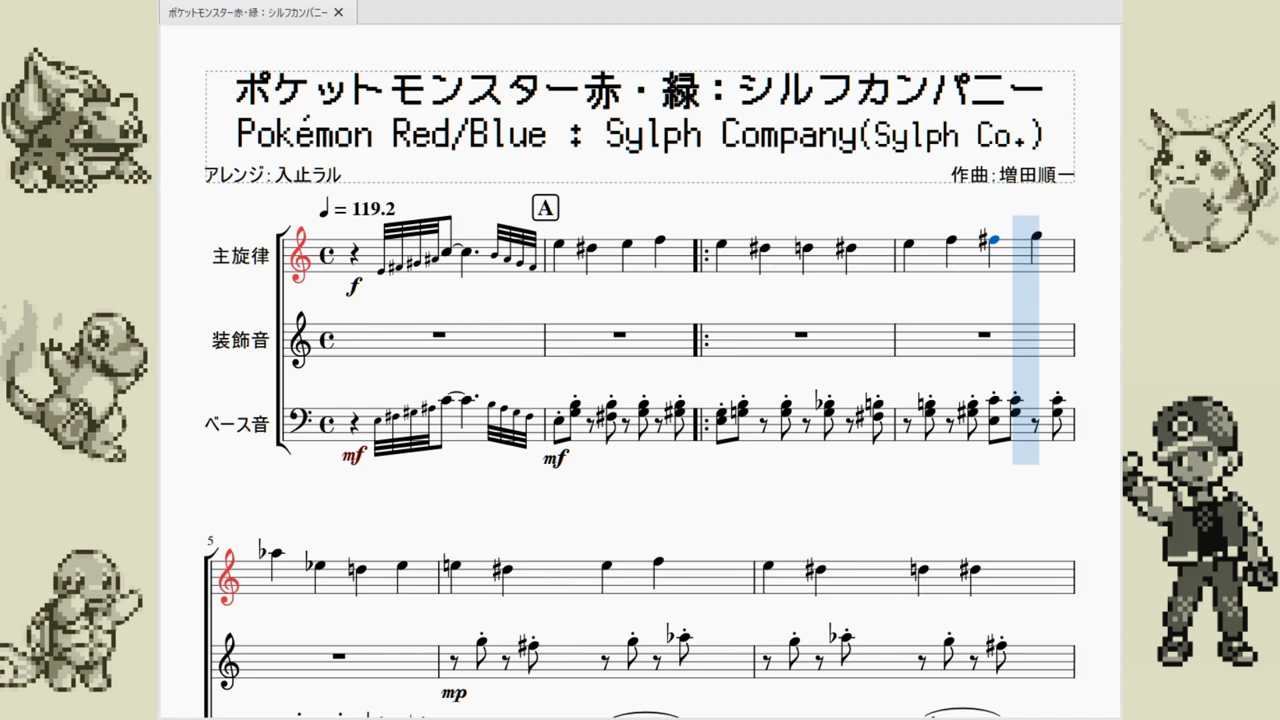 ポケットモンスター赤・緑：シルフカンパニー ✕
ポケットモンスター赤・緑：シルフカンパニー
Pokémon Red/Blue : Sylph Company(Sylph Co.)
アレンジ：入止ラル
作曲：増田順一
♩ = 119.2
A
主旋律
f
装飾音
ベース音
mf
mf
5
mp